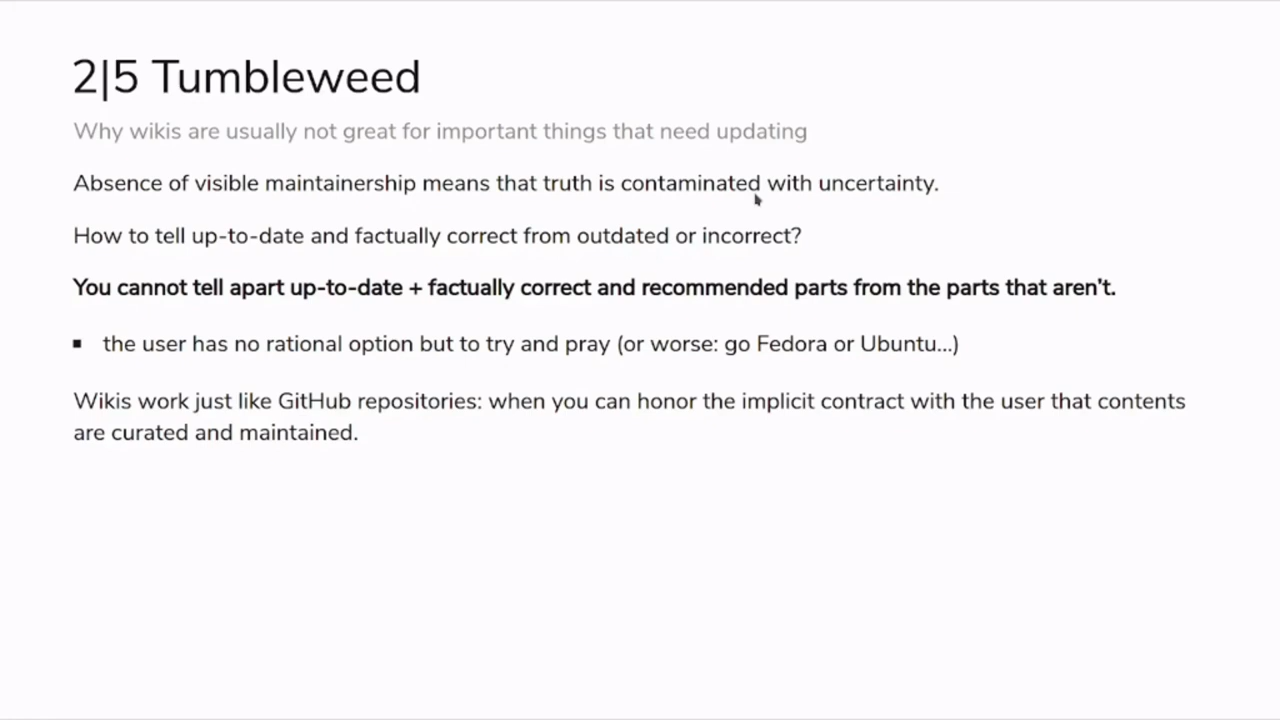 2|5 Tumbleweed
Why wikis are usually not great for important things that need updating
Absence of visible maintainership means that truth is contaminated with uncertainty.
How to tell up-to-date and factually correct from outdated or incorrect?
You cannot tell apart up-to-date + factually correct and recommended parts from the parts that aren't.
▪ the user has no rational option but to try and pray (or worse: go Fedora or Ubuntu...)
Wikis work just like GitHub repositories: when you can honor the implicit contract with the user that contents
are curated and maintained.